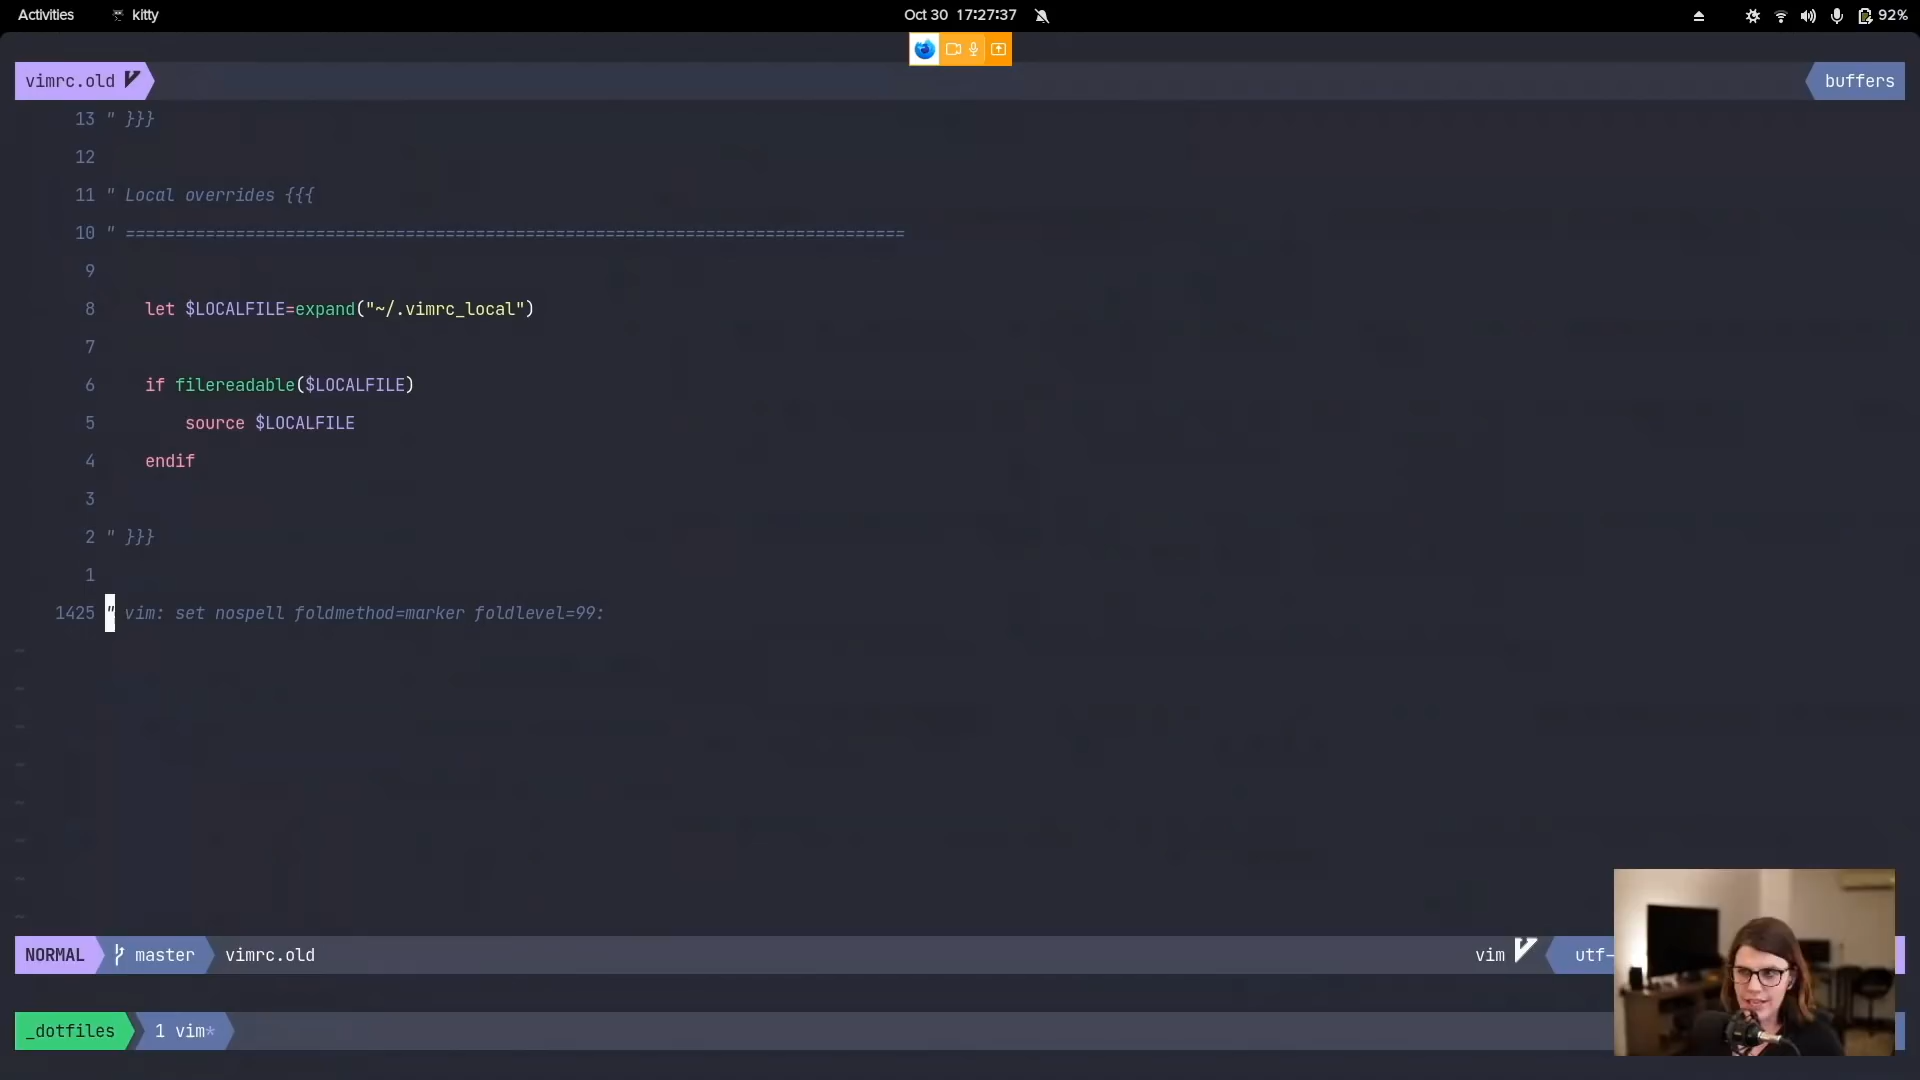 Activities kitty Oct 30 17:27:37 92%
vimrc.old buffers
13 " }}}
12
11 " Local overrides {{{
10 " ==============================================================================
9
8 let $LOCALFILE=expand("~/.vimrc_local")
7
6 if filereadable($LOCALFILE)
5 source $LOCALFILE
4 endif
3
2 " }}}
1
1425 " vim: set nospell foldmethod=marker foldlevel=99:
~
~
~
~
~
~
~
~
NORMAL master vimrc.old vim utf-
_dotfiles 1 vim*